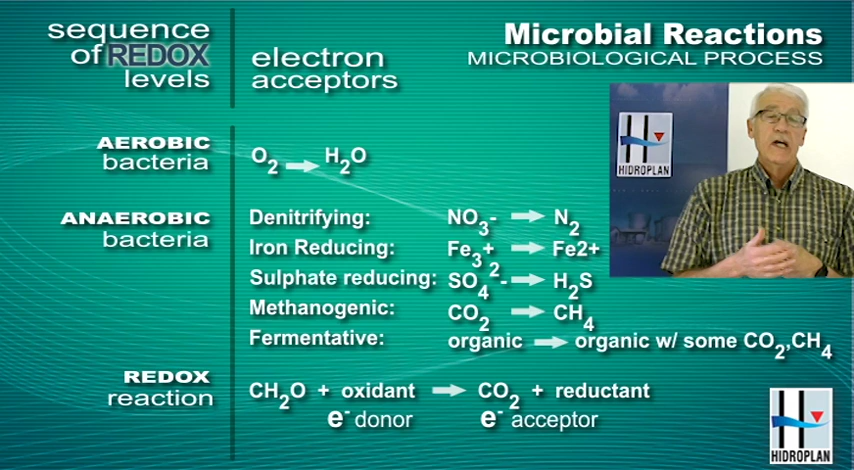 sequence
of REDOX
levels
electron
acceptors
Microbial Reactions
MICROBIOLOGICAL PROCESS
HIDROPLAN
AEROBIC
bacteria
O₂ → H₂O
ANAEROBIC
bacteria
Denitrifying: NO₃- → N₂
Iron Reducing: Fe₃+ → Fe2+
Sulphate reducing: SO₄²- → H₂S
Methanogenic: CO₂ → CH₄
Fermentative: organic → organic w/ some CO₂,CH₄
REDOX
reaction
CH₂O + oxidant → CO₂ + reductant
e⁻ donor e⁻ acceptor
HIDROPLAN